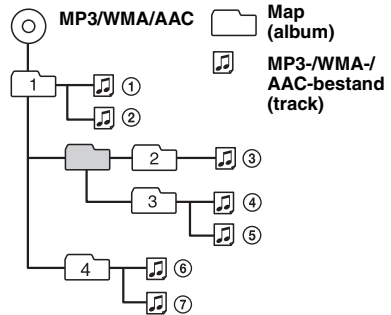 MP3/WMA/AAC
Map
(album)
MP3-/WMA-/
AAC-bestand
(track)
1
①
②
2
③
3
④
⑤
4
⑥
⑦